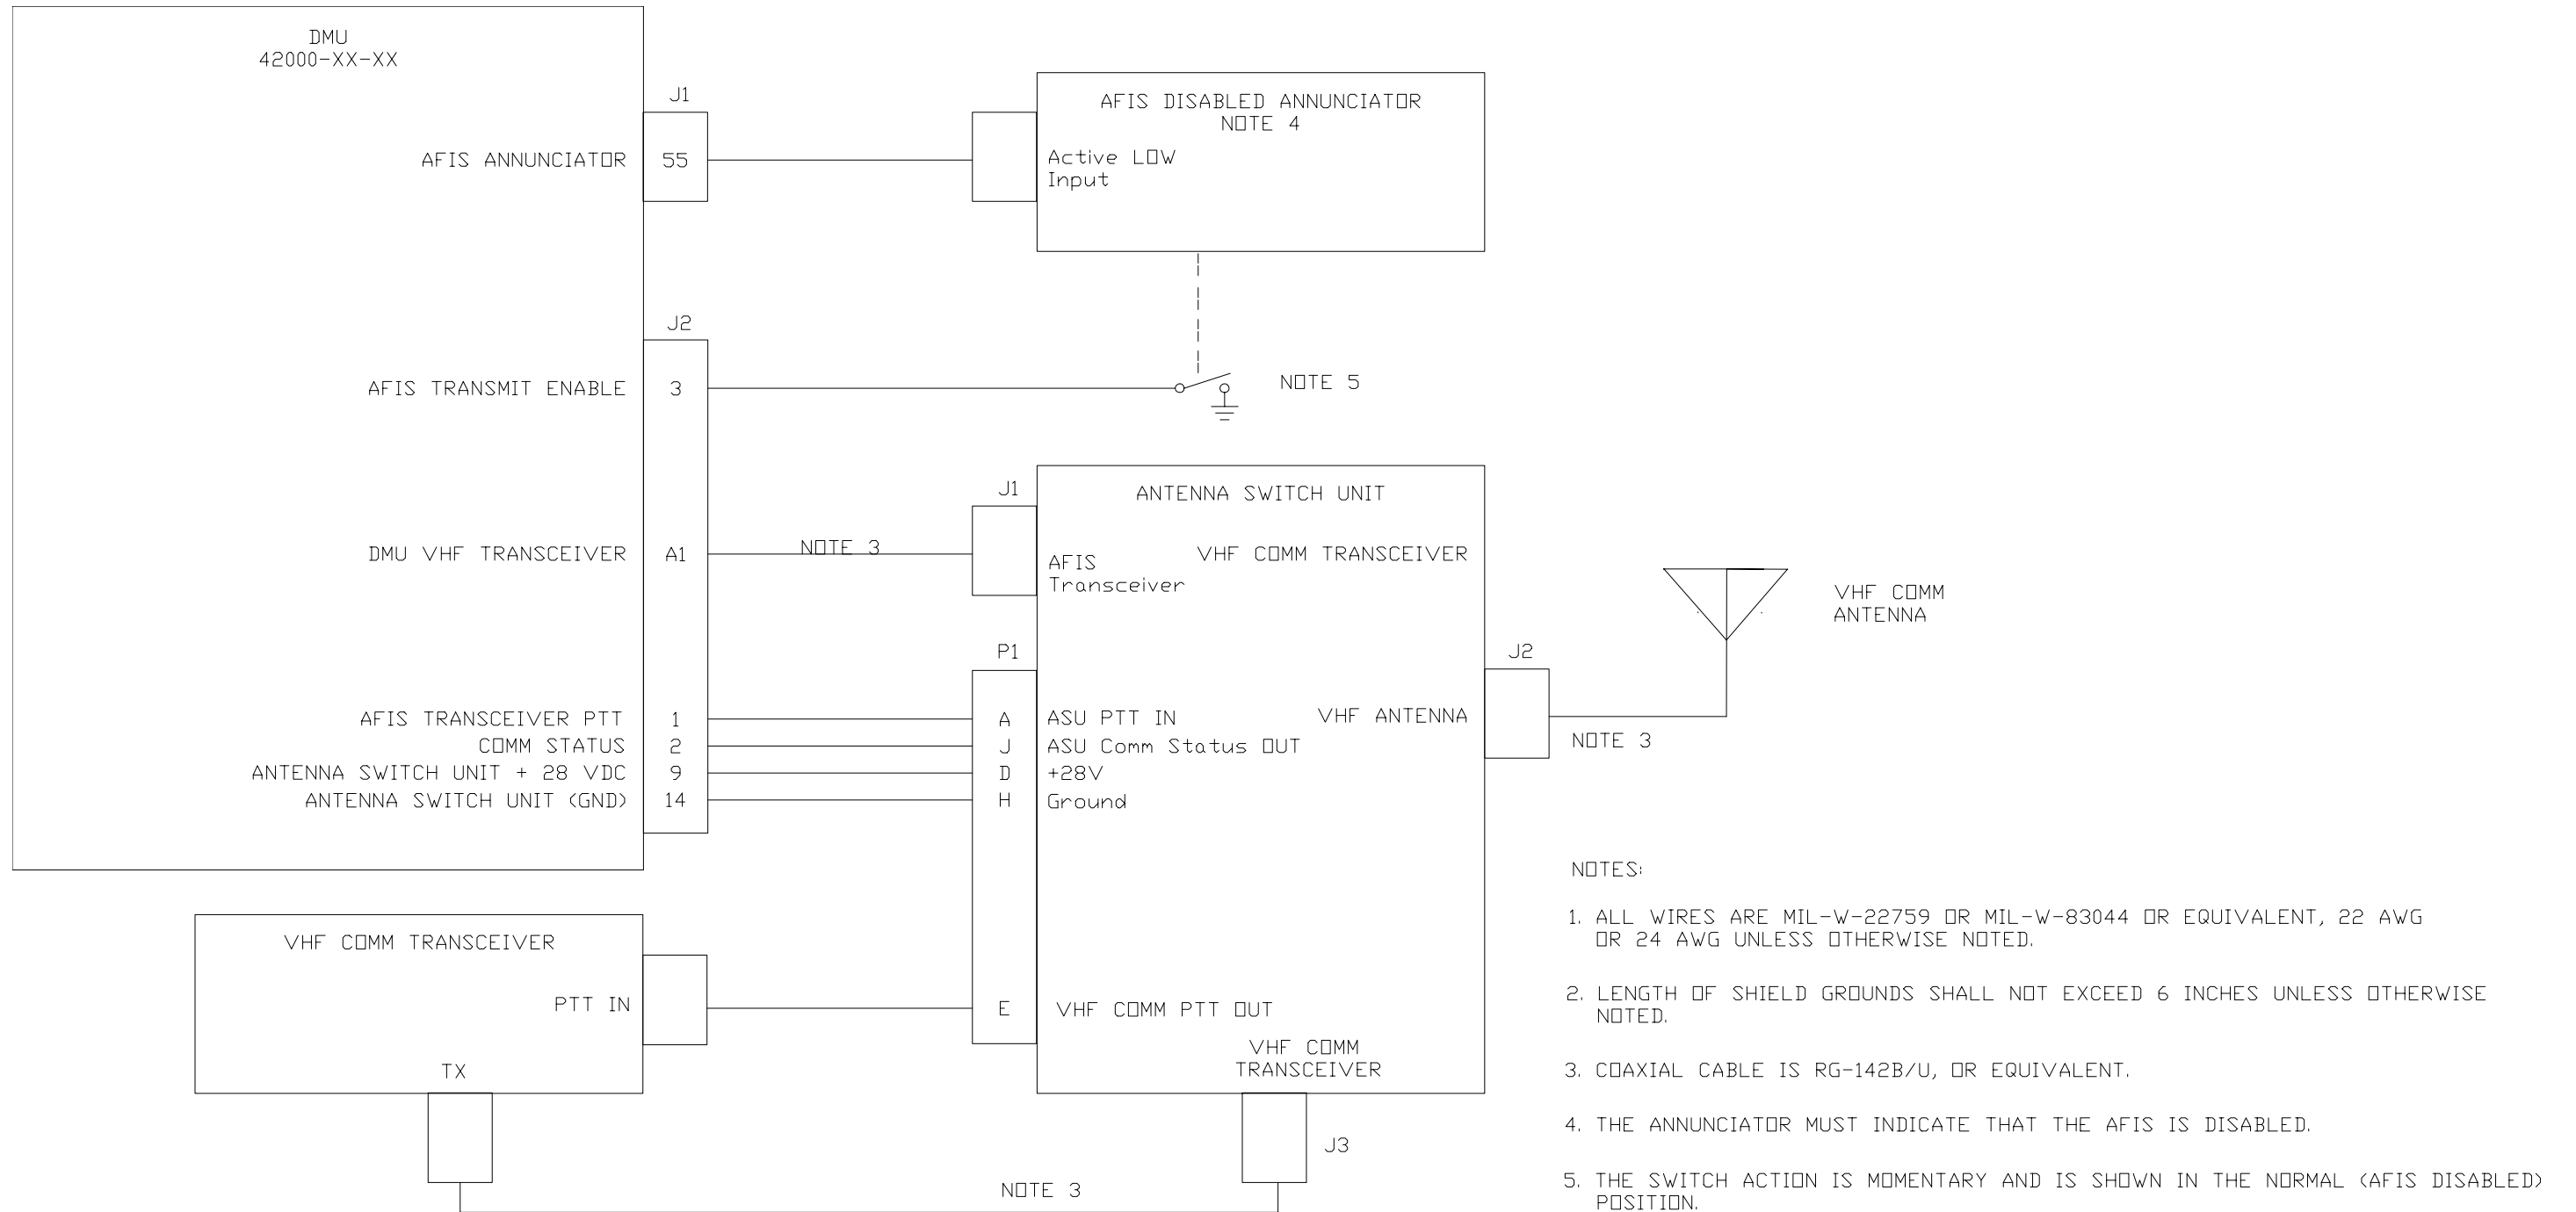 DMU
42000-XX-XX
J1
AFIS ANNUNCIATOR
55
AFIS DISABLED ANNUNCIATOR
NOTE 4
Active LOW
Input
J2
AFIS TRANSMIT ENABLE
3
NOTE 5
DMU VHF TRANSCEIVER
A1
NOTE 3
J1
ANTENNA SWITCH UNIT
AFIS
Transceiver
VHF COMM TRANSCEIVER
VHF COMM
ANTENNA
P1
J2
AFIS TRANSCEIVER PTT
1
A
ASU PTT IN
VHF ANTENNA
COMM STATUS
2
J
ASU Comm Status OUT
NOTE 3
ANTENNA SWITCH UNIT + 28 VDC
9
D
+28V
ANTENNA SWITCH UNIT (GND)
14
H
Ground
VHF COMM TRANSCEIVER
PTT IN
E
VHF COMM PTT OUT
TX
VHF COMM
TRANSCEIVER
J3
NOTE 3
NOTES:
1. ALL WIRES ARE MIL-W-22759 OR MIL-W-83044 OR EQUIVALENT, 22 AWG
OR 24 AWG UNLESS OTHERWISE NOTED.
2. LENGTH OF SHIELD GROUNDS SHALL NOT EXCEED 6 INCHES UNLESS OTHERWISE
NOTED.
3. COAXIAL CABLE IS RG-142B/U, OR EQUIVALENT.
4. THE ANNUNCIATOR MUST INDICATE THAT THE AFIS IS DISABLED.
5. THE SWITCH ACTION IS MOMENTARY AND IS SHOWN IN THE NORMAL (AFIS DISABLED)
POSITION.